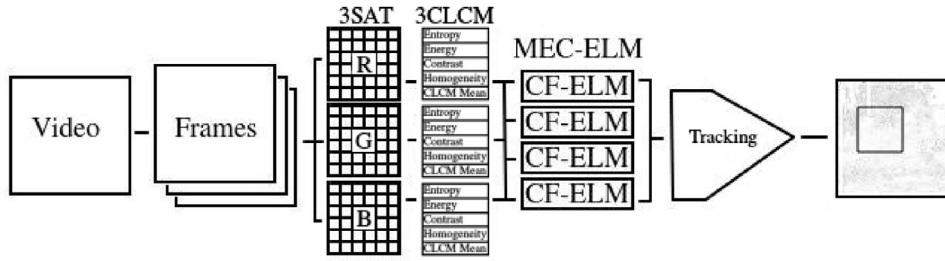 3SAT
3CLCM
MEC-ELM
Video
Frames
R
G
B
Entropy
Energy
Contrast
Homogeneity
CLCM Mean
Entropy
Energy
Contrast
Homogeneity
CLCM Mean
Entropy
Energy
Contrast
Homogeneity
CLCM Mean
CF-ELM
CF-ELM
CF-ELM
CF-ELM
Tracking